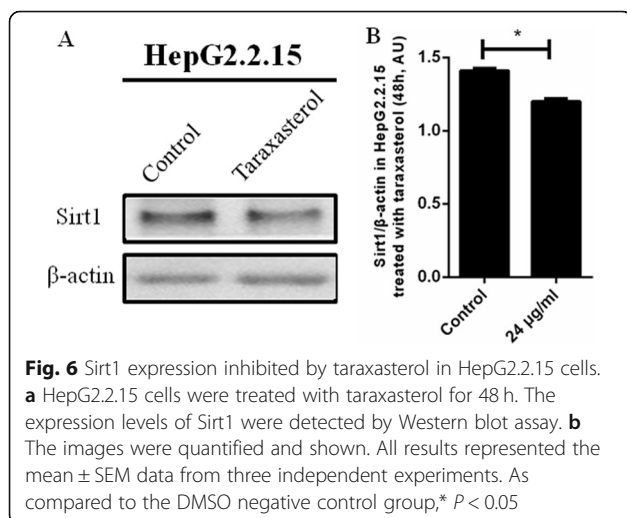 A
HepG2.2.15
Control
Taraxasterol
Sirt1
β-actin
B
Sirt1/β-actin in HepG2.2.15
treated with taraxasterol (48h, AU)
1.5
1.0
0.5
0.0
*
Control
24 μg/ml
Fig. 6 Sirt1 expression inhibited by taraxasterol in HepG2.2.15 cells.
a HepG2.2.15 cells were treated with taraxasterol for 48 h. The
expression levels of Sirt1 were detected by Western blot assay. b
The images were quantified and shown. All results represented the
mean ± SEM data from three independent experiments. As
compared to the DMSO negative control group,* P < 0.05